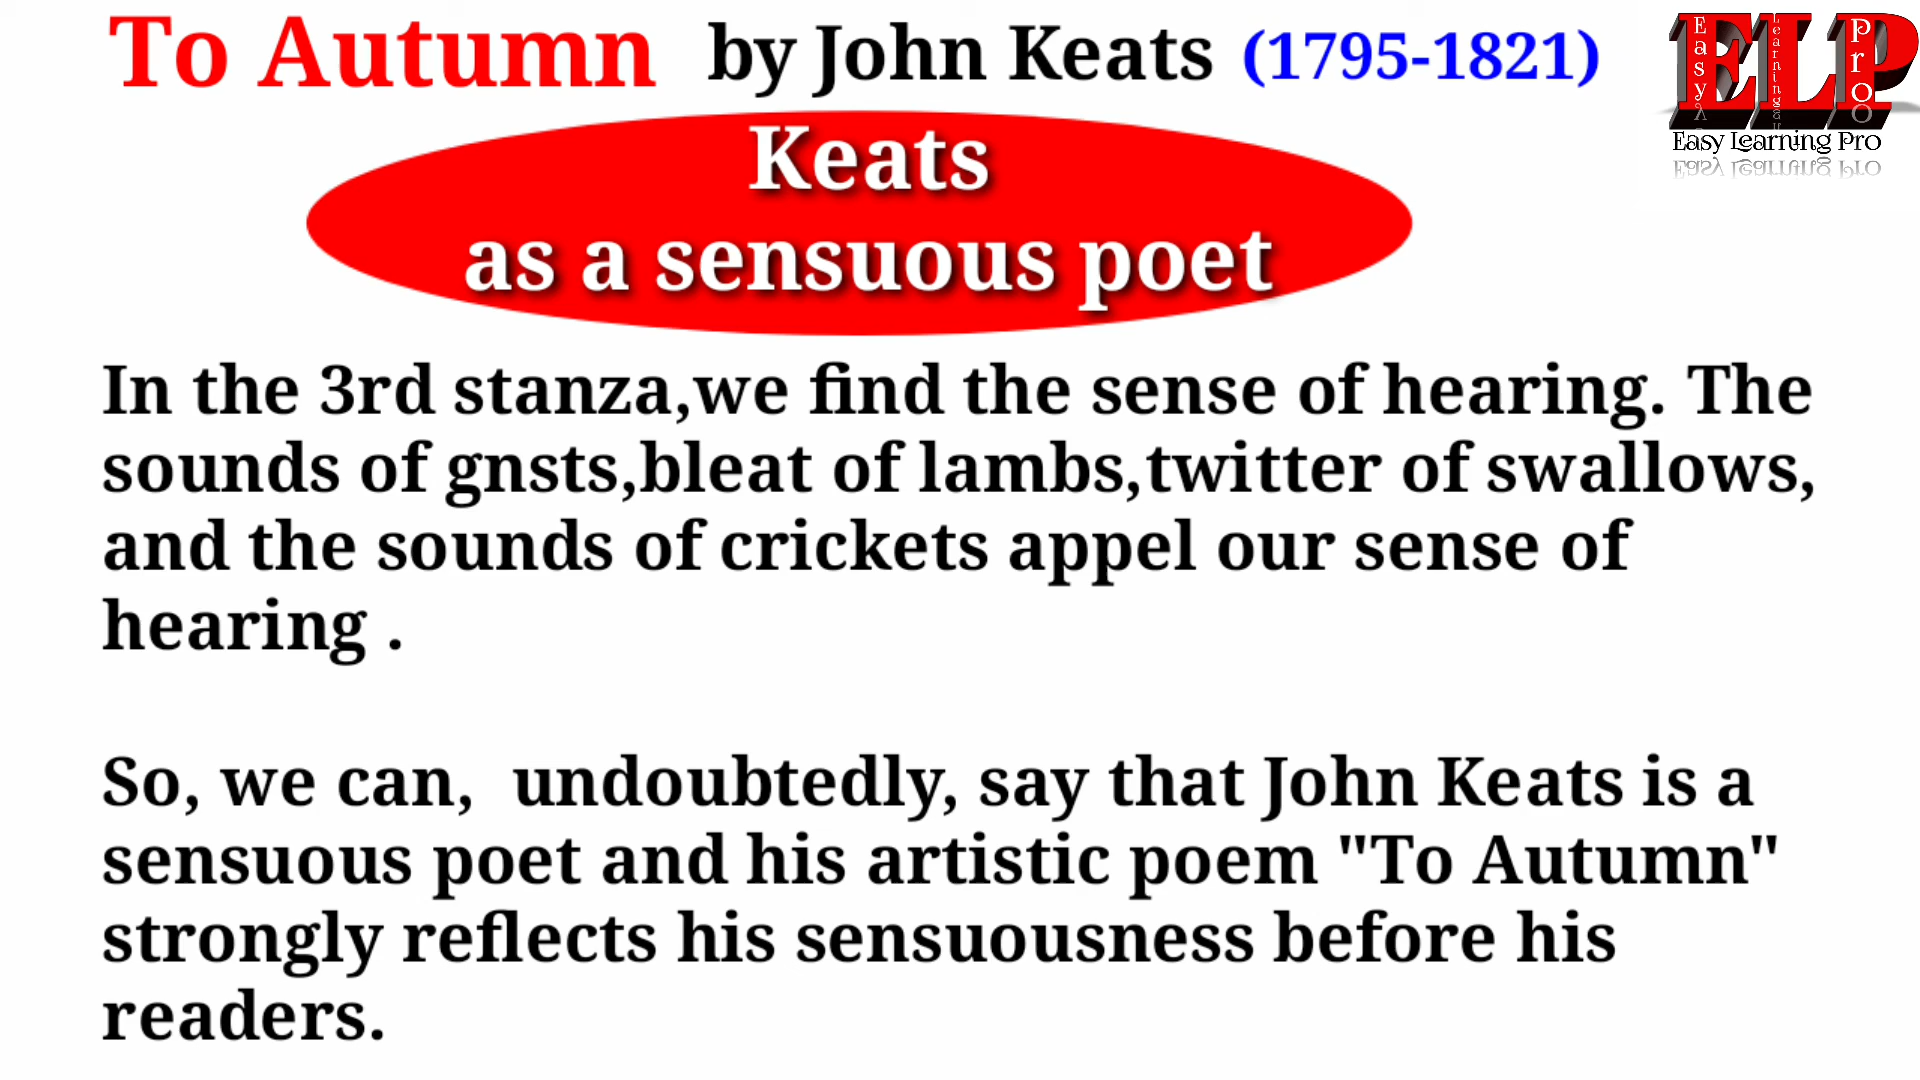 To Autumn by John Keats (1795-1821)
ELP
Easy
Learning
Pro
Easy Learning Pro
Keats
as a sensuous poet
In the 3rd stanza,we find the sense of hearing. The
sounds of gnsts,bleat of lambs,twitter of swallows,
and the sounds of crickets appel our sense of
hearing .
So, we can, undoubtedly, say that John Keats is a
sensuous poet and his artistic poem "To Autumn"
strongly reflects his sensuousness before his
readers.